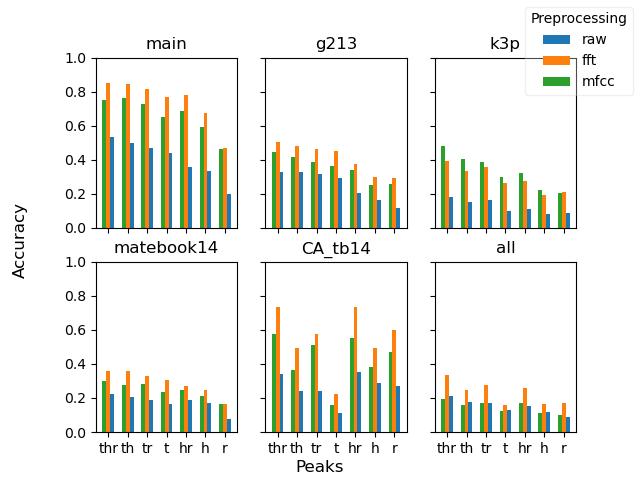 Preprocessing
raw
fft
mfcc
main
g213
k3p
1.0
0.8
0.6
0.4
0.2
0.0
Accuracy
matebook14
CA_tb14
all
1.0
0.8
0.6
0.4
0.2
0.0
thr th tr t hr h r
thr th tr t hr h r
thr th tr t hr h r
Peaks